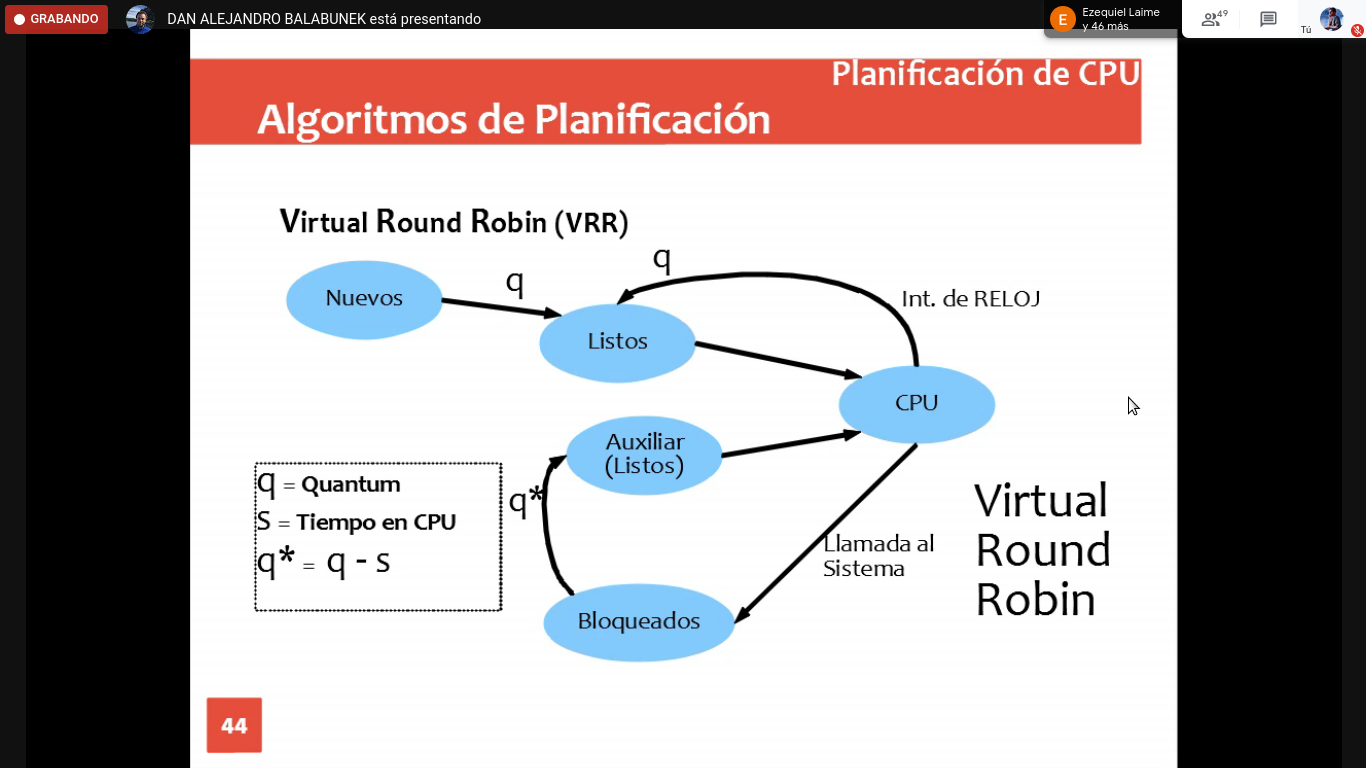 GRABANDO
DAN ALEJANDRO BALABUNEK está presentando
E
Ezequiel Laime
y 46 más
49
Tú
Planificación de CPU
Algoritmos de Planificación
Virtual Round Robin (VRR)
q
q
Nuevos
Int. de RELOJ
Listos
CPU
Auxiliar
(Listos)
q = Quantum
S = Tiempo en CPU
q* = q - s
q*
Virtual
Round
Robin
Llamada al
Sistema
Bloqueados
44